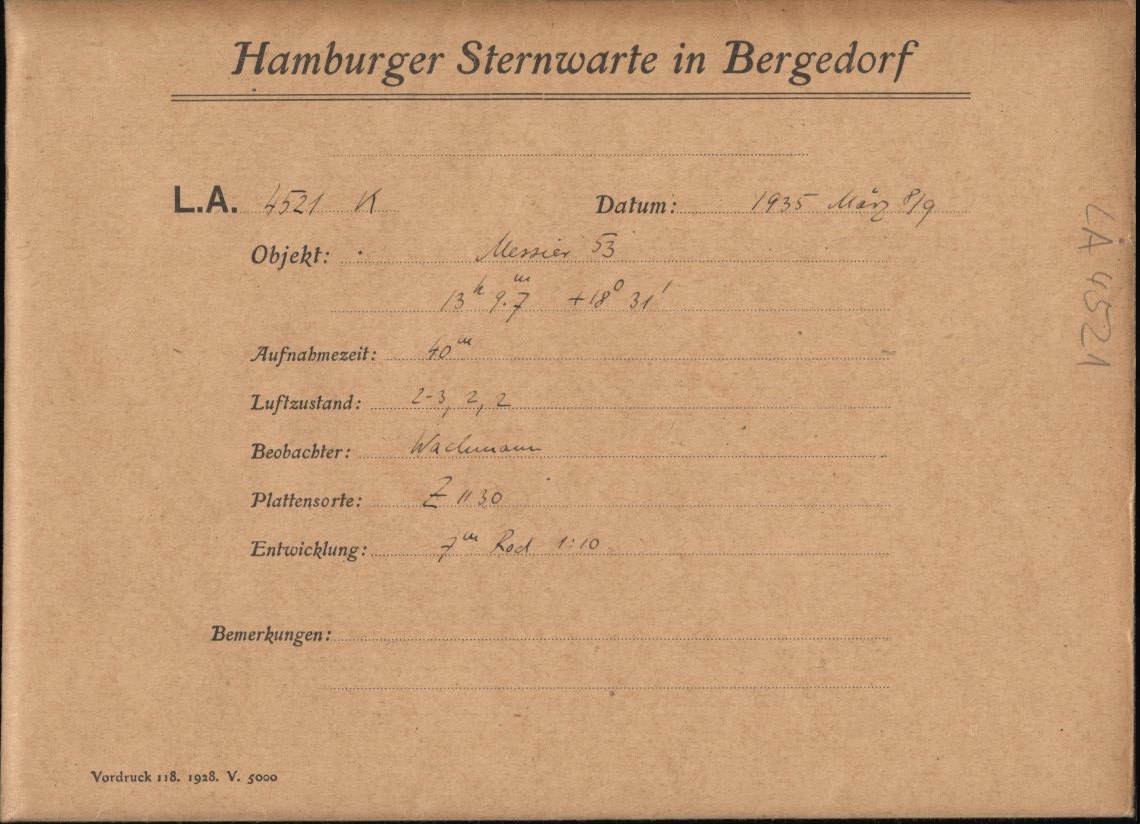 Hamburger Sternwarte in Bergedorf
L.A. 4521 K Datum: 1935 März 8/9
Objekt: Messier 53
13h 9.m7 +18° 31'
Aufnahmezeit: 40m
Luftzustand: 2-3, 2, 2
Beobachter: Wachmann
Plattensorte: Z 1130
Entwicklung: 7m Rod 1:10
Bemerkungen:
Vordruck 118. 1928. V. 5000
LA 4521